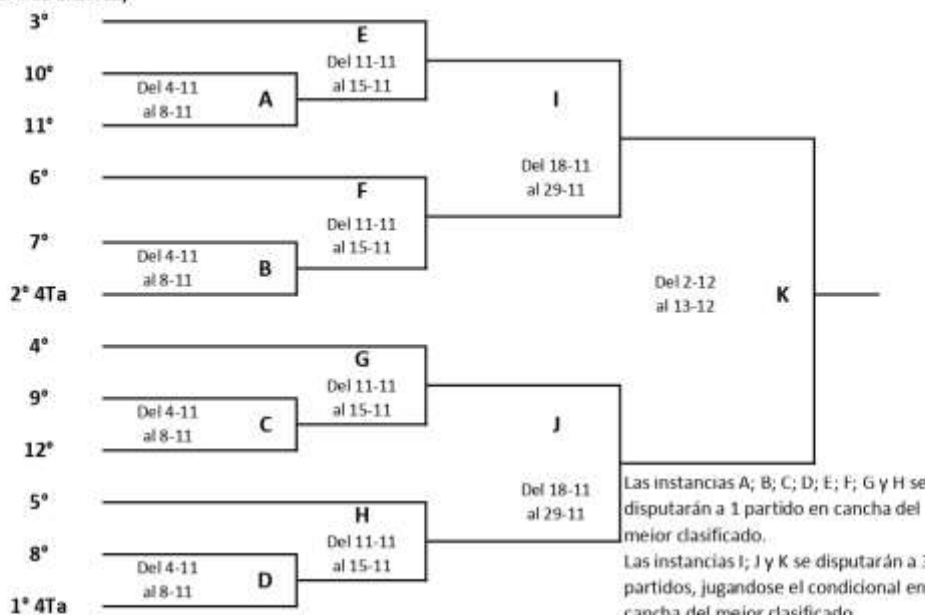 3°
E
Del 11-11
al 15-11
10°
Del 4-11
al 8-11
A
11°
I
Del 18-11
al 29-11
6°
F
Del 11-11
al 15-11
7°
Del 4-11
al 8-11
B
2° 4Ta
Del 2-12
al 13-12
K
4°
G
Del 11-11
al 15-11
9°
Del 4-11
al 8-11
C
12°
J
Del 18-11
al 29-11
5°
H
Del 11-11
al 15-11
8°
Del 4-11
al 8-11
D
1° 4Ta
Las instancias A; B; C; D; E; F; G y H se
disputarán a 1 partido en cancha del
mejor clasificado.
Las instancias I; J y K se disputarán a 3
partidos, jugandose el condicional en
cancha del mejor clasificado